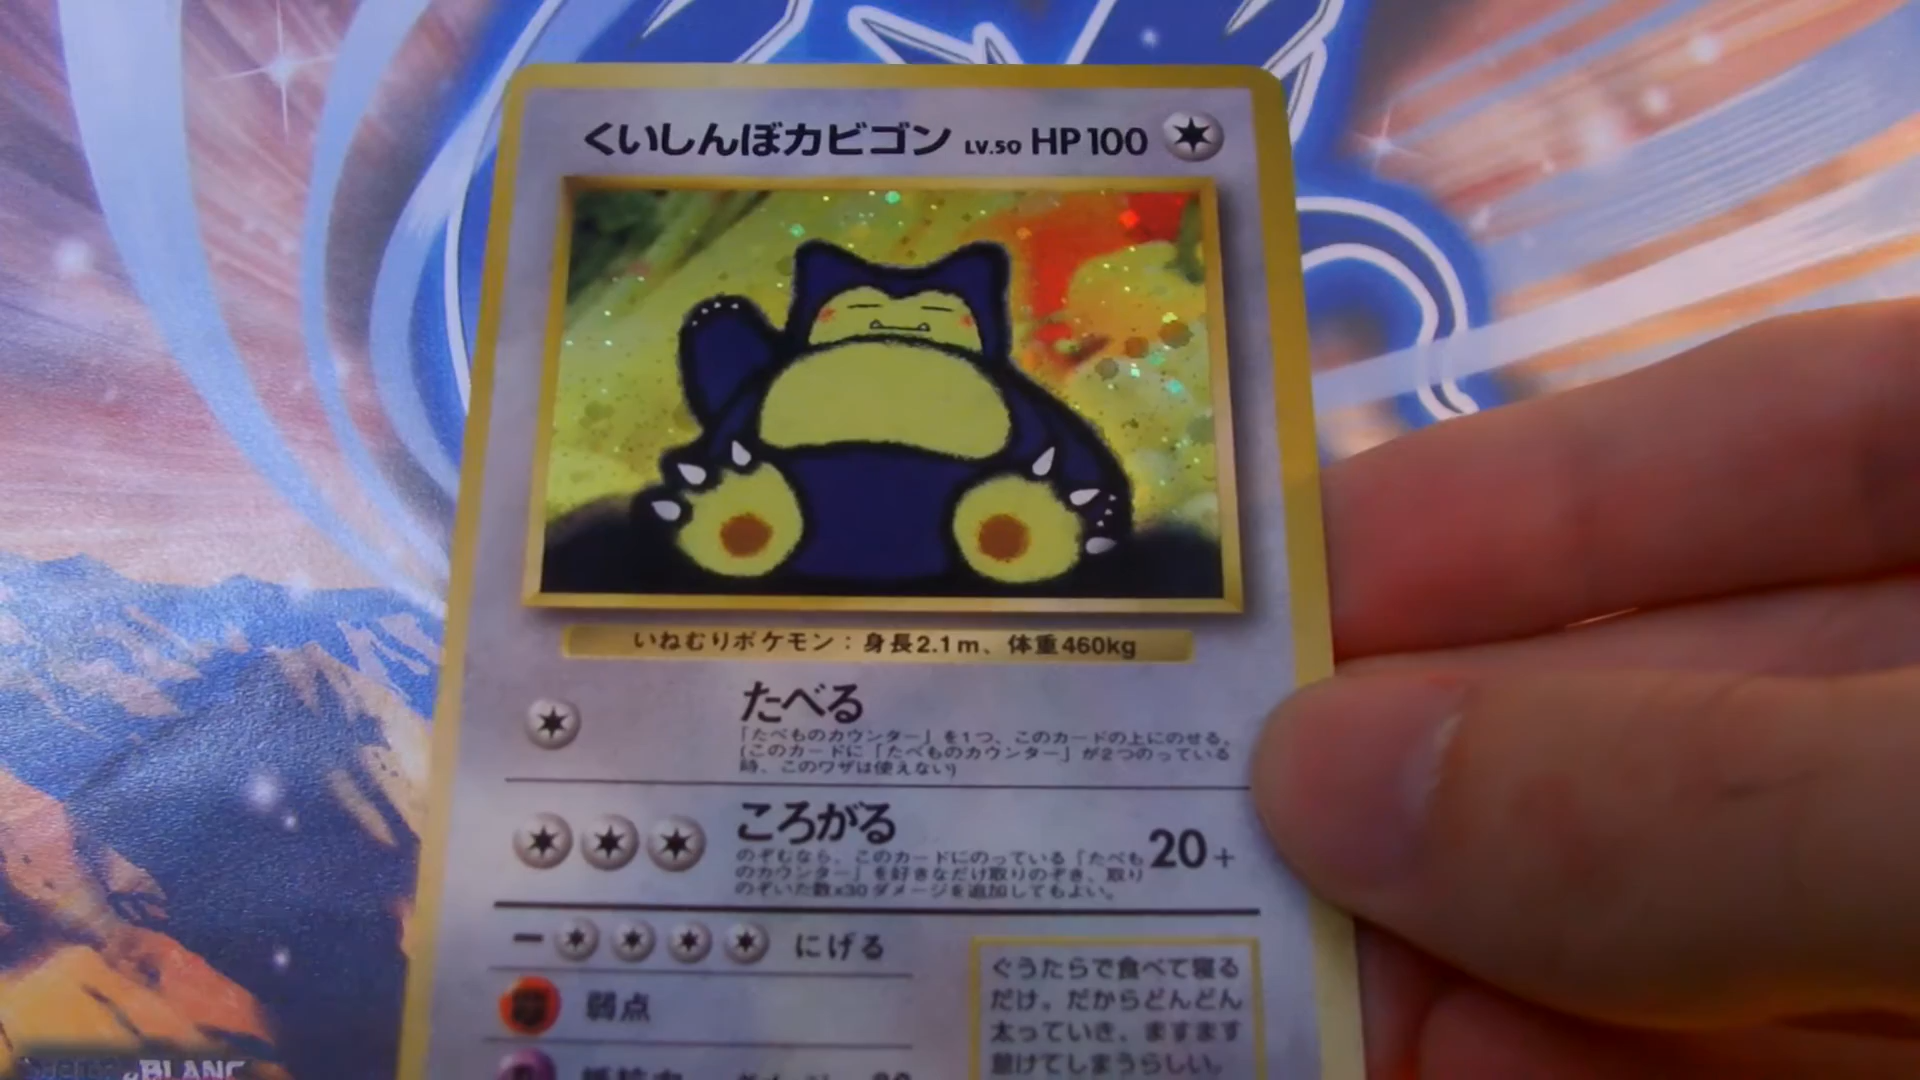 くいしんぼカビゴン LV.50 HP100
いねむりポケモン：身長2.1m、体重460kg
たべる
「たべものカウンター」を1つ、このカードの上にのせる。
(このカードに「たべものカウンター」が2つのっている
時、このワザは使えない)
ころがる
20+
のぞむなら、このカードにのっている「たべも
のカウンター」を好きなだけ取りのぞき、取り
のぞいた数x30ダメージを追加してもよい。
にげる
弱点
ぐうたらで食べて寝る
だけ。だからどんどん
太っていき、ますます
怠けてしまうらしい。
BLANC